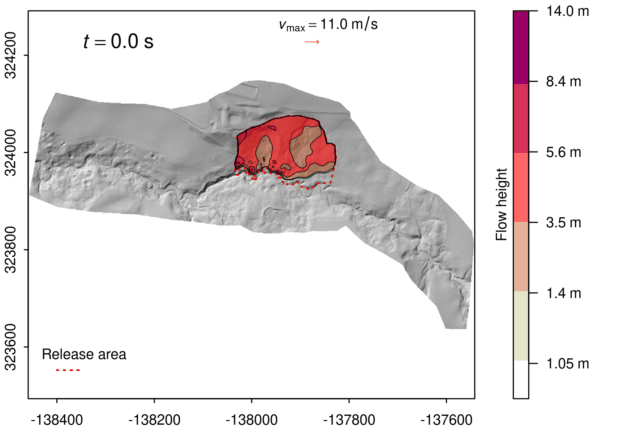 t = 0.0 s
vmax = 11.0 m/s
324200
324000
323800
323600
Release area
-138400
-138200
-138000
-137800
-137600
Flow height
14.0 m
8.4 m
5.6 m
3.5 m
1.4 m
1.05 m